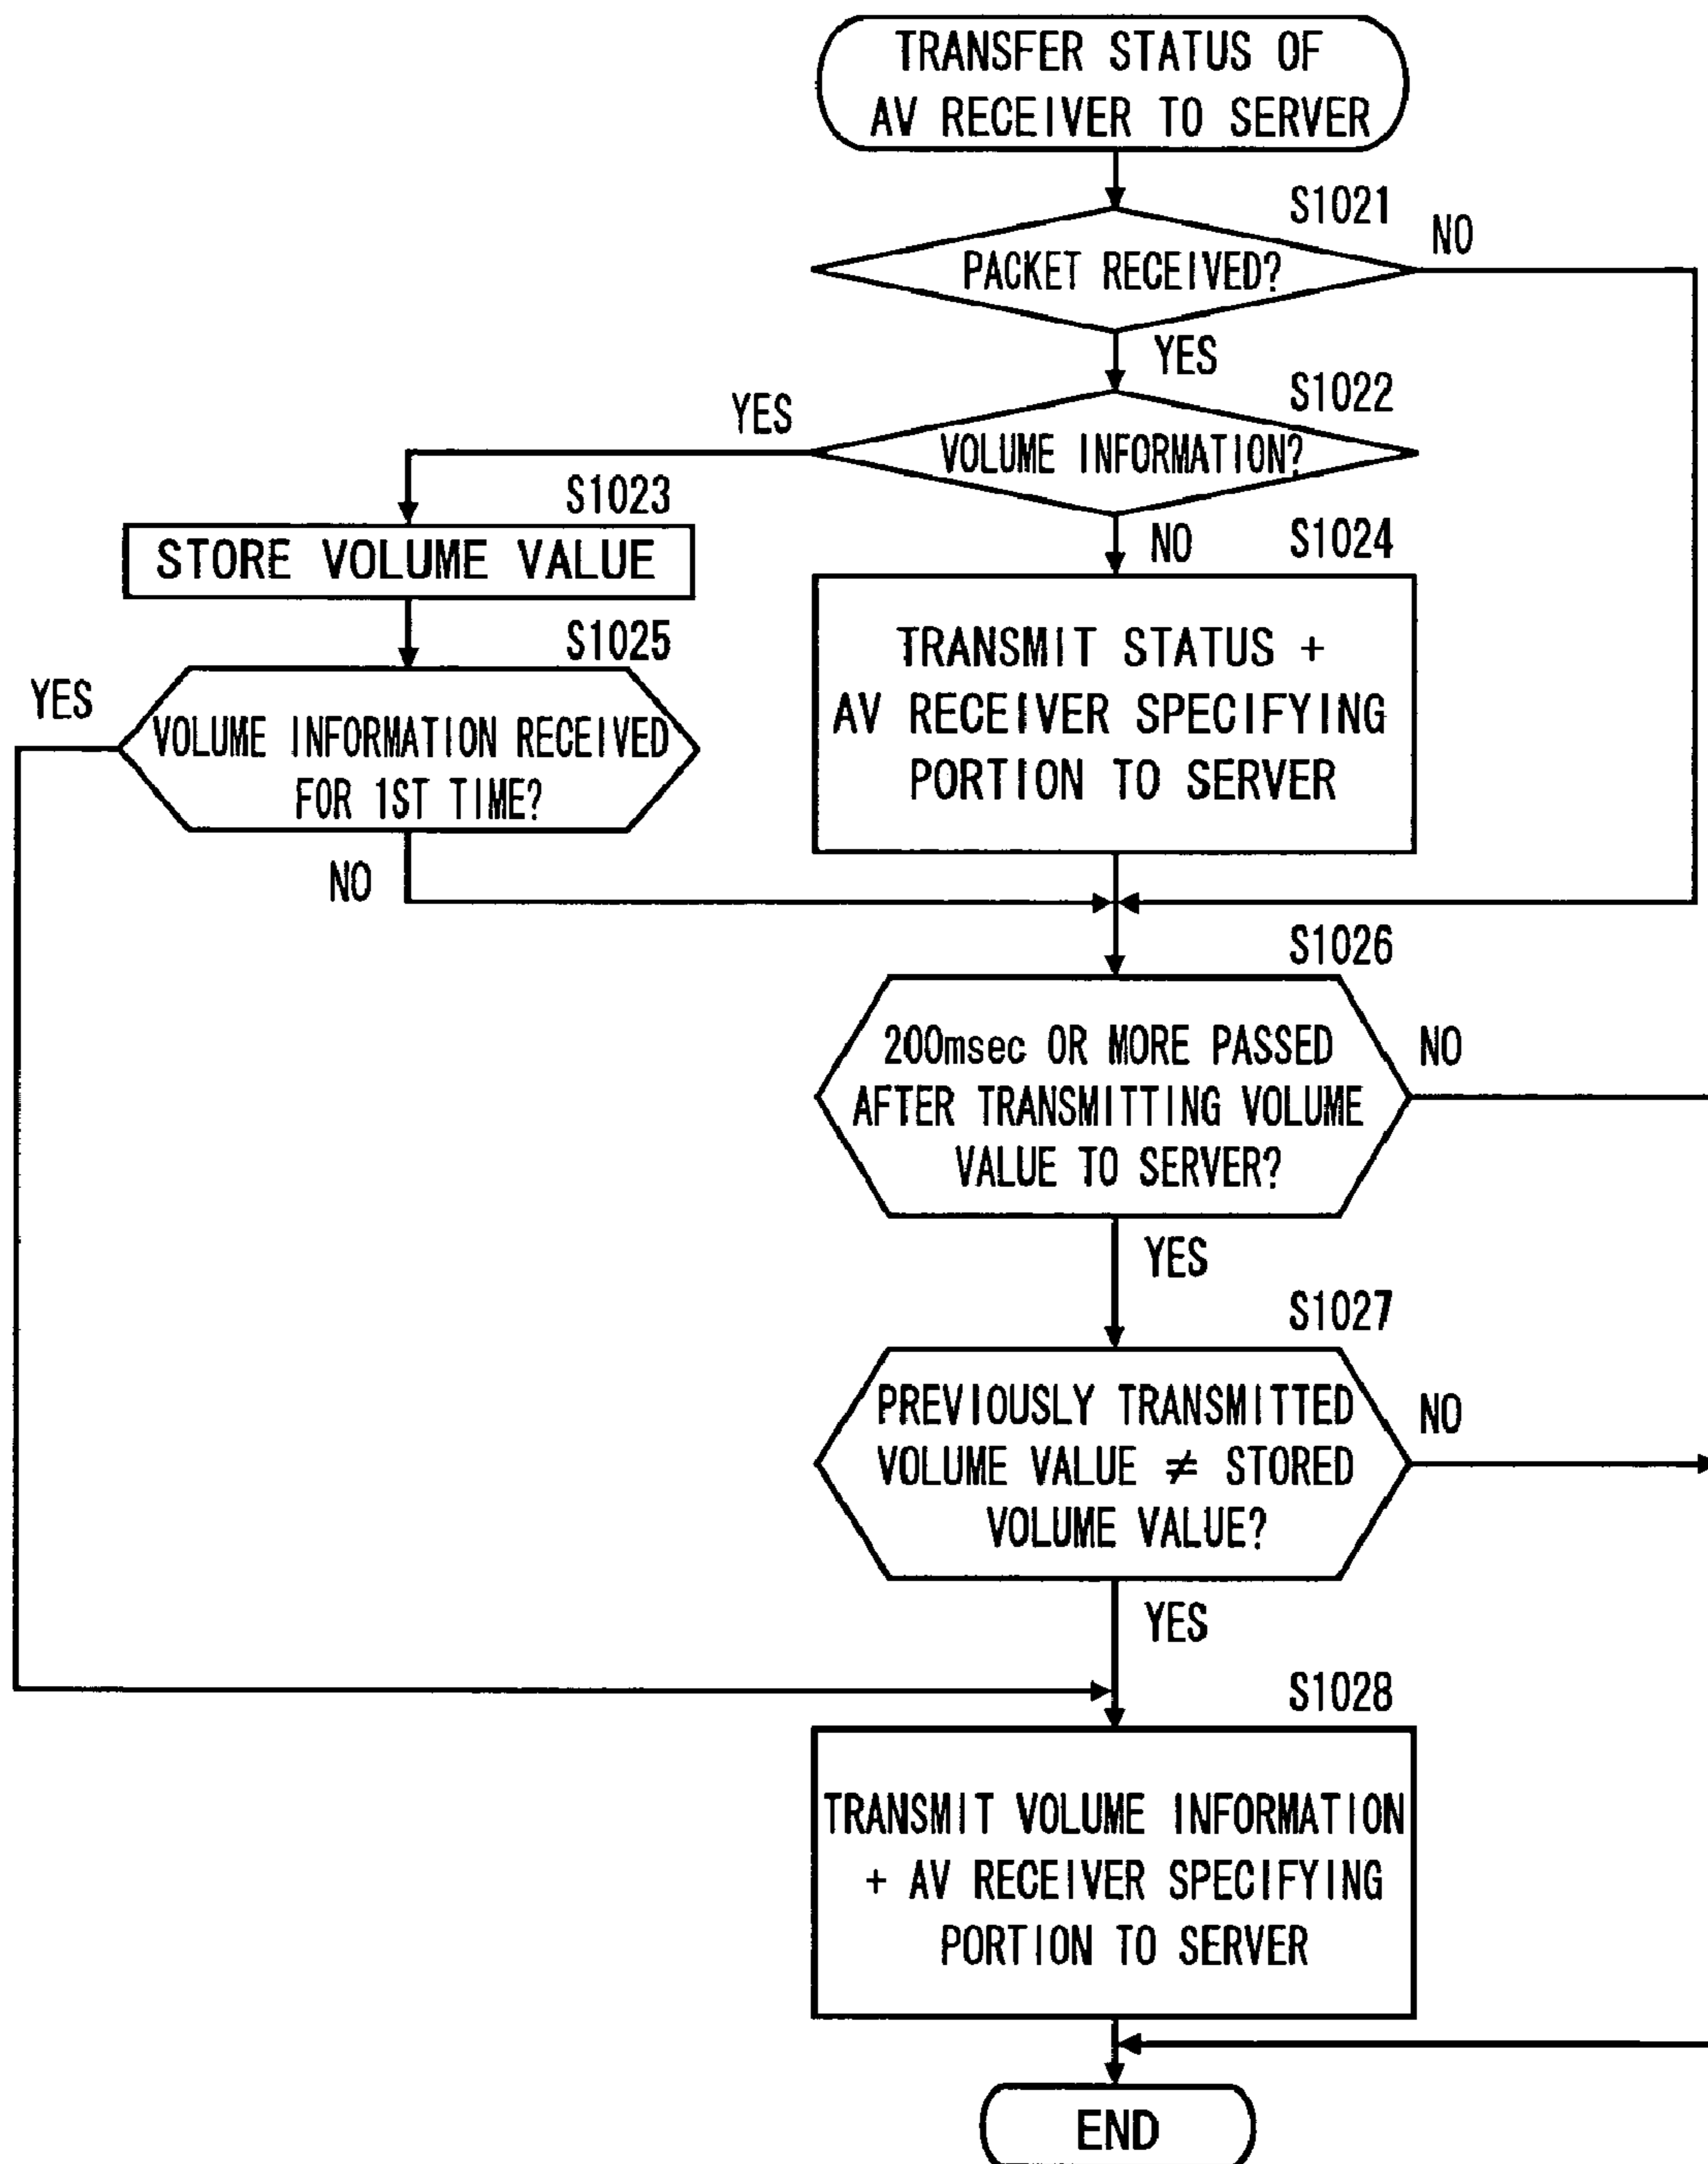 TRANSFER STATUS OF
AV RECEIVER TO SERVER
S1021
NO
PACKET RECEIVED?
YES
S1022
YES
VOLUME INFORMATION?
S1023
NO
S1024
STORE VOLUME VALUE
S1025
TRANSMIT STATUS +
AV RECEIVER SPECIFYING
PORTION TO SERVER
YES
VOLUME INFORMATION RECEIVED
FOR 1ST TIME?
NO
S1026
200msec OR MORE PASSED
AFTER TRANSMITTING VOLUME
VALUE TO SERVER?
NO
YES
S1027
PREVIOUSLY TRANSMITTED
VOLUME VALUE ≠ STORED
VOLUME VALUE?
NO
YES
S1028
TRANSMIT VOLUME INFORMATION
+ AV RECEIVER SPECIFYING
PORTION TO SERVER
END